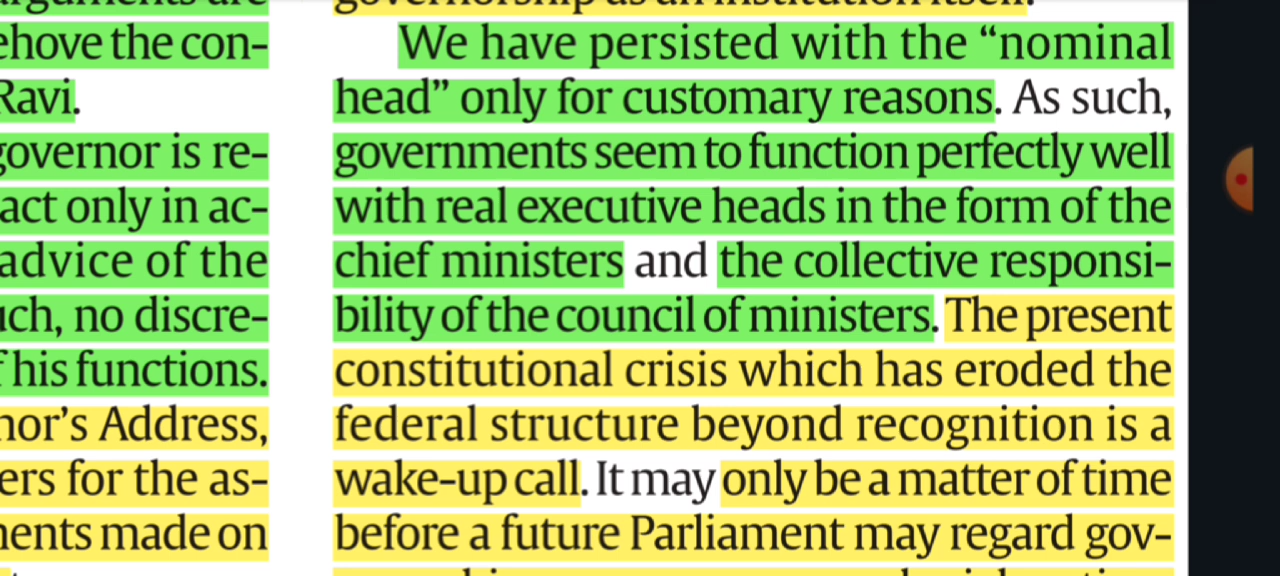 ehove the con-
Ravi.
governor is re-
act only in ac-
advice of the
uch, no discre-
f his functions.
nor’s Address,
ers for the as-
nents made on
governorship as an institution itself.
We have persisted with the “nominal
head” only for customary reasons. As such,
governments seem to function perfectly well
with real executive heads in the form of the
chief ministers and the collective responsi-
bility of the council of ministers. The present
constitutional crisis which has eroded the
federal structure beyond recognition is a
wake-up call. It may only be a matter of time
before a future Parliament may regard gov-